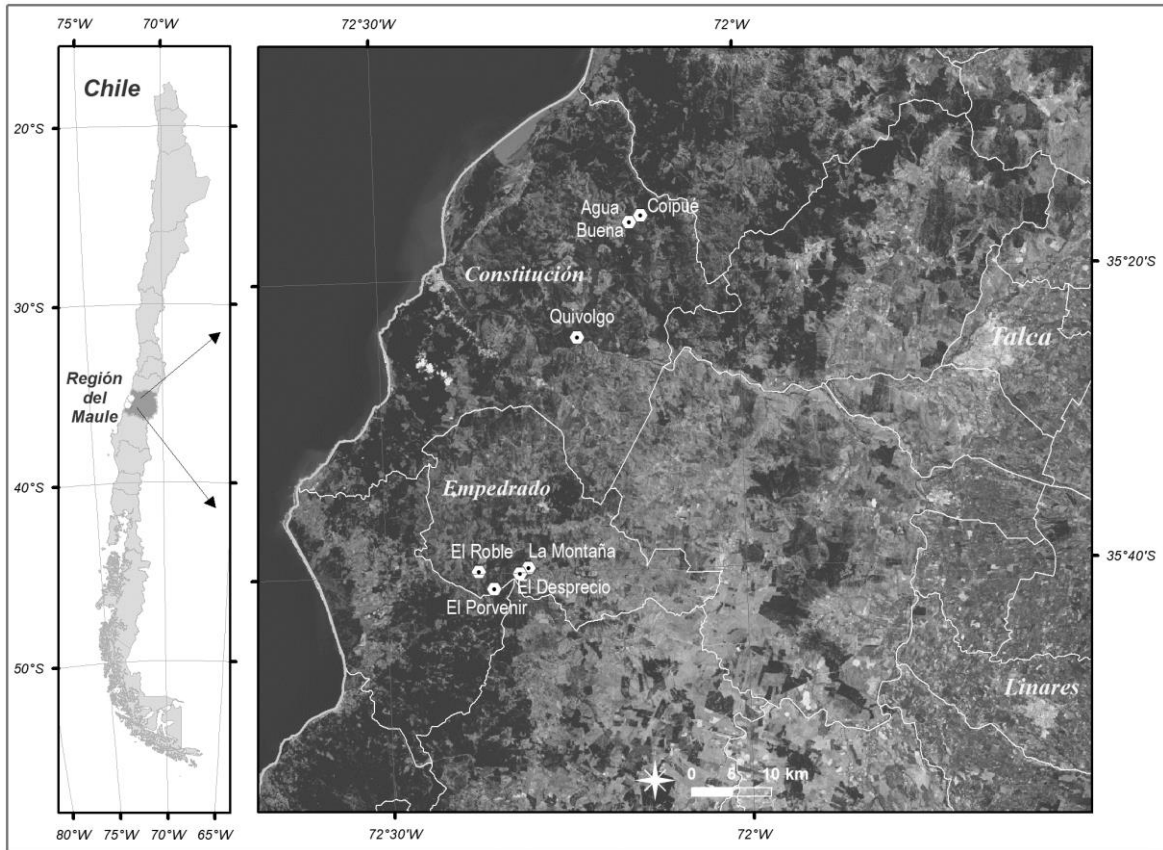 75°W 70°W
72°30'W 72°W
Chile
20°S
30°S
Región
del
Maule
40°S
50°S
80°W 75°W 70°W 65°W
Agua
Buena
Coipué
Constitución
Quivolgo
35°20'S
Talca
Empedrado
El Roble La Montaña
El Desprecio
El Porvenir
35°40'S
Linares
0 5 10 km
72°30'W 72°W